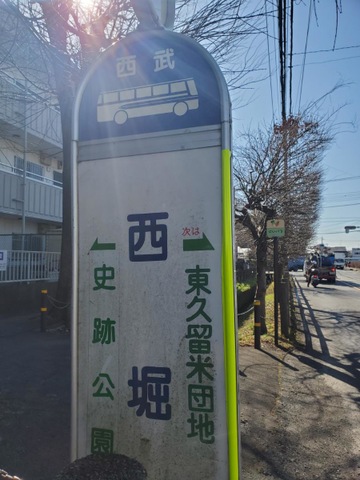 西武
西堀
次は
東久留米団地
史跡公園